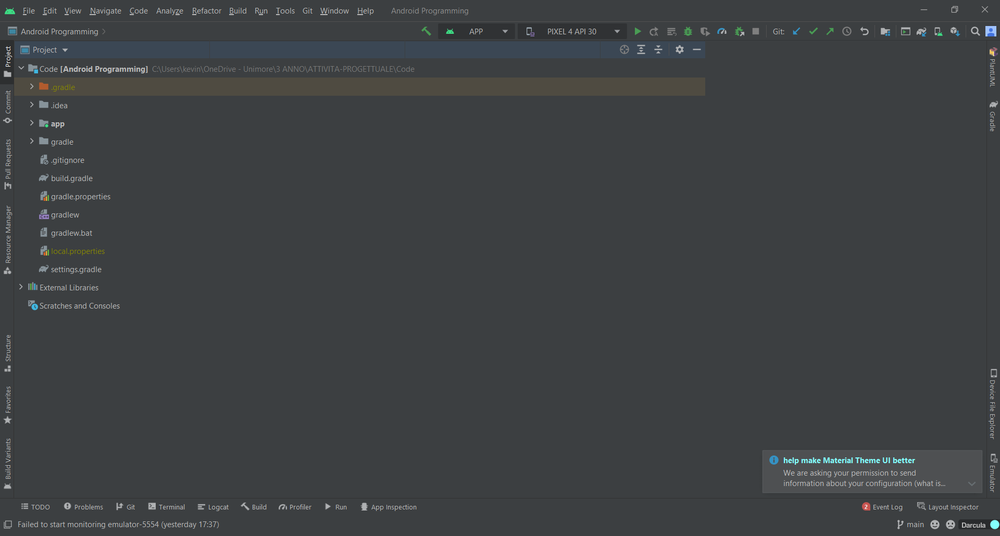 File Edit View Navigate Code Analyze Refactor Build Run Tools Git Window Help Android Programming
Android Programming
APP
PIXEL 4 API 30
Git:
Project
Code [Android Programming] C:\Users\kevin\OneDrive - Unimore\3 ANNO\ATTIVITA-PROGETTUALE\Code
.gradle
.idea
app
gradle
.gitignore
build.gradle
gradle.properties
C++
gradlew
gradlew.bat
local.properties
settings.gradle
External Libraries
Scratches and Consoles
Project
Commit
Pull Requests
Resource Manager
Structure
Favorites
Build Variants
PlantUML
Gradle
Device File Explorer
Emulator
help make Material Theme UI better
We are asking your permission to send
information about your configuration (what is...
TODO Problems Git Terminal Logcat Build Profiler Run App Inspection
2 Event Log Layout Inspector
Failed to start monitoring emulator-5554 (yesterday 17:37)
main
Darcula